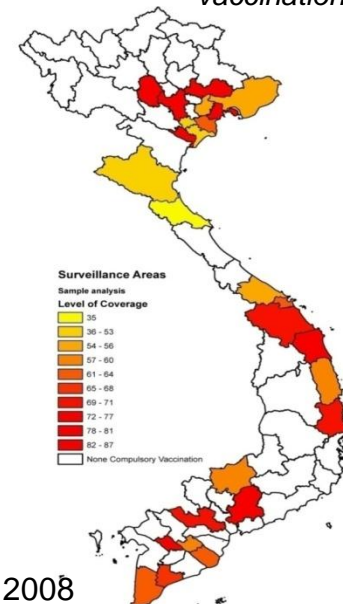 vaccination
Surveillance Areas
Sample analysis
Level of Coverage
35
36 - 53
54 - 56
57 - 60
61 - 64
65 - 68
69 - 71
72 - 77
78 - 81
82 - 87
None Compulsory Vaccination
2008